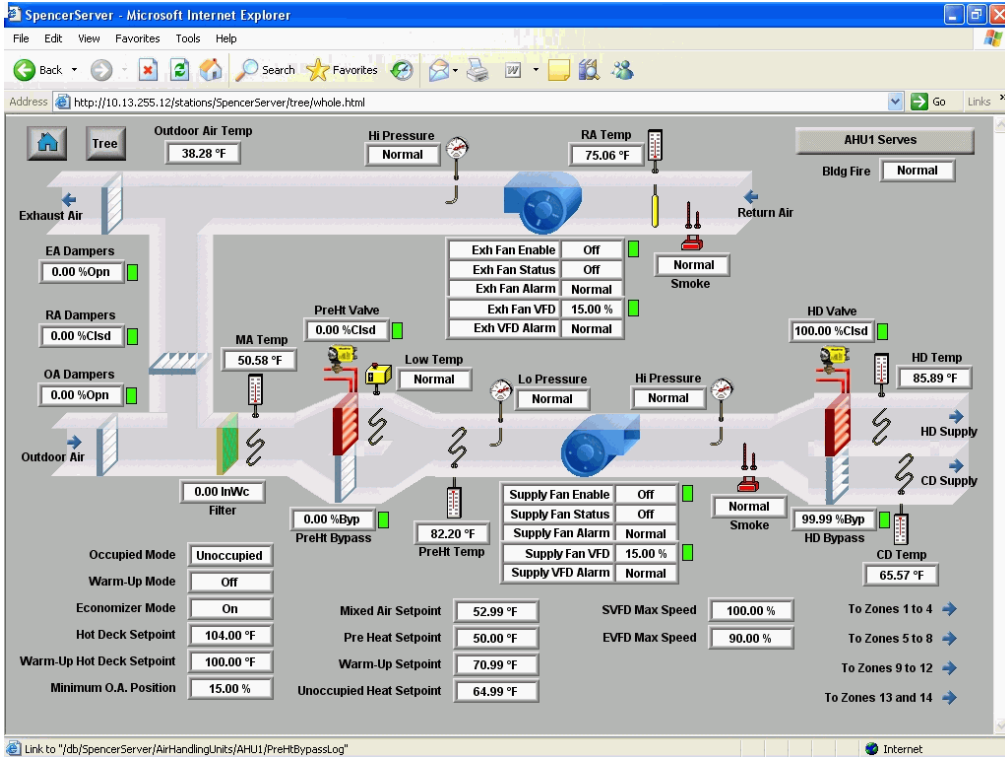 SpencerServer - Microsoft Internet Explorer
File Edit View Favorites Tools Help
Back Search Favorites
Address http://10.13.255.12/stations/SpencerServer/tree/whole.html Go Links »
Tree
Outdoor Air Temp
38.28 °F
Hi Pressure
Normal
RA Temp
75.06 °F
AHU1 Serves
Bldg Fire Normal
Exhaust Air
Return Air
EA Dampers
0.00 %Opn
Exh Fan Enable Off
Exh Fan Status Off
Exh Fan Alarm Normal
Exh Fan VFD 15.00 %
Exh VFD Alarm Normal
Normal
Smoke
RA Dampers
0.00 %Clsd
MA Temp
50.58 °F
PreHt Valve
0.00 %Clsd
Low Temp
Normal
HD Valve
100.00 %Clsd
HD Temp
85.89 °F
OA Dampers
0.00 %Opn
Lo Pressure
Normal
Hi Pressure
Normal
HD Supply
Outdoor Air
CD Supply
0.00 InWc
Filter
0.00 %Byp
PreHt Bypass
82.20 °F
PreHt Temp
Supply Fan Enable Off
Supply Fan Status Off
Supply Fan Alarm Normal
Supply Fan VFD 15.00 %
Supply VFD Alarm Normal
Normal
Smoke
99.99 %Byp
HD Bypass
CD Temp
65.57 °F
Occupied Mode Unoccupied
Warm-Up Mode Off
Economizer Mode On
Hot Deck Setpoint 104.00 °F
Warm-Up Hot Deck Setpoint 100.00 °F
Minimum O.A. Position 15.00 %
Mixed Air Setpoint 52.99 °F
Pre Heat Setpoint 50.00 °F
Warm-Up Setpoint 70.99 °F
Unoccupied Heat Setpoint 64.99 °F
SVFD Max Speed 100.00 %
EVFD Max Speed 90.00 %
To Zones 1 to 4
To Zones 5 to 8
To Zones 9 to 12
To Zones 13 and 14
Link to "/db/SpencerServer/AirHandlingUnits/AHU1/PreHtBypassLog" Internet